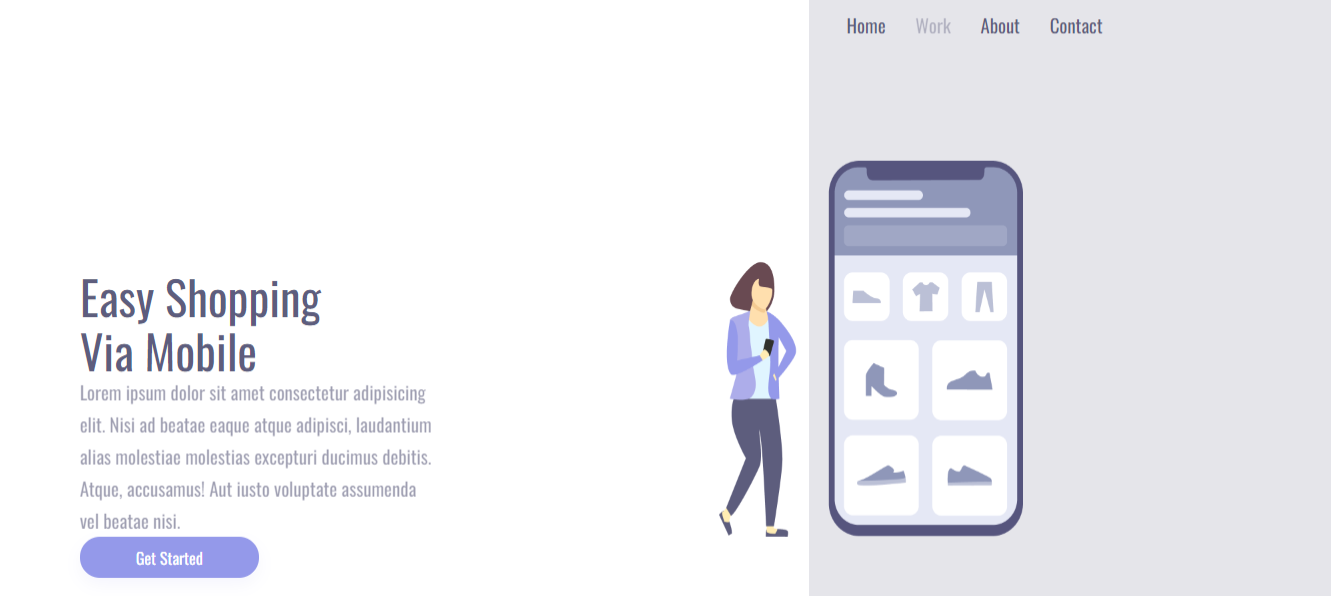 Home Work About Contact
Easy Shopping
Via Mobile
Lorem ipsum dolor sit amet consectetur adipisicing
elit. Nisi ad beatae eaque atque adipisci, laudantium
alias molestiae molestias excepturi ducimus debitis.
Atque, accusamus! Aut iusto voluptate assumenda
vel beatae nisi.
Get Started